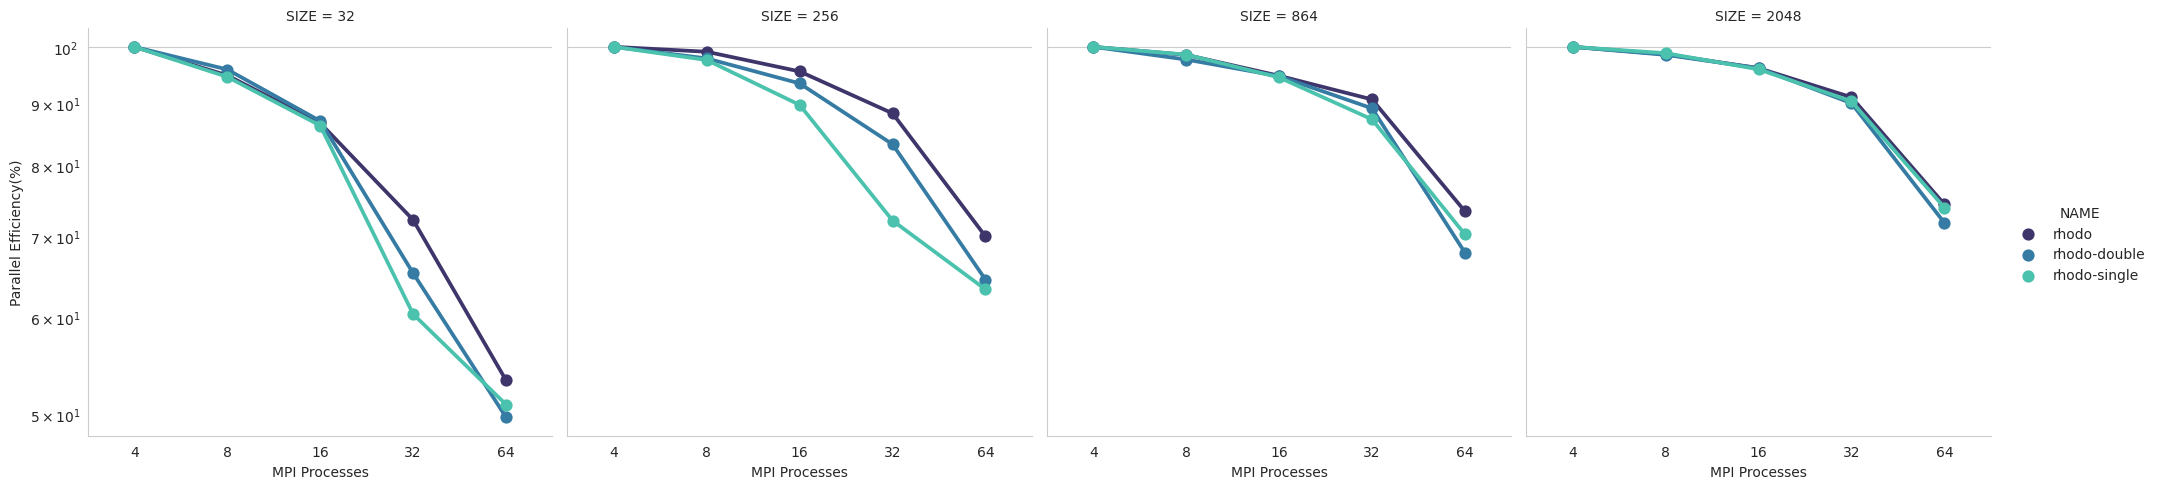 SIZE = 32
SIZE = 256
SIZE = 864
SIZE = 2048
Parallel Efficiency(%)
10²
9 × 10¹
8 × 10¹
7 × 10¹
6 × 10¹
5 × 10¹
4 8 16 32 64
4 8 16 32 64
4 8 16 32 64
4 8 16 32 64
MPI Processes
MPI Processes
MPI Processes
MPI Processes
NAME
rhodo
rhodo-double
rhodo-single